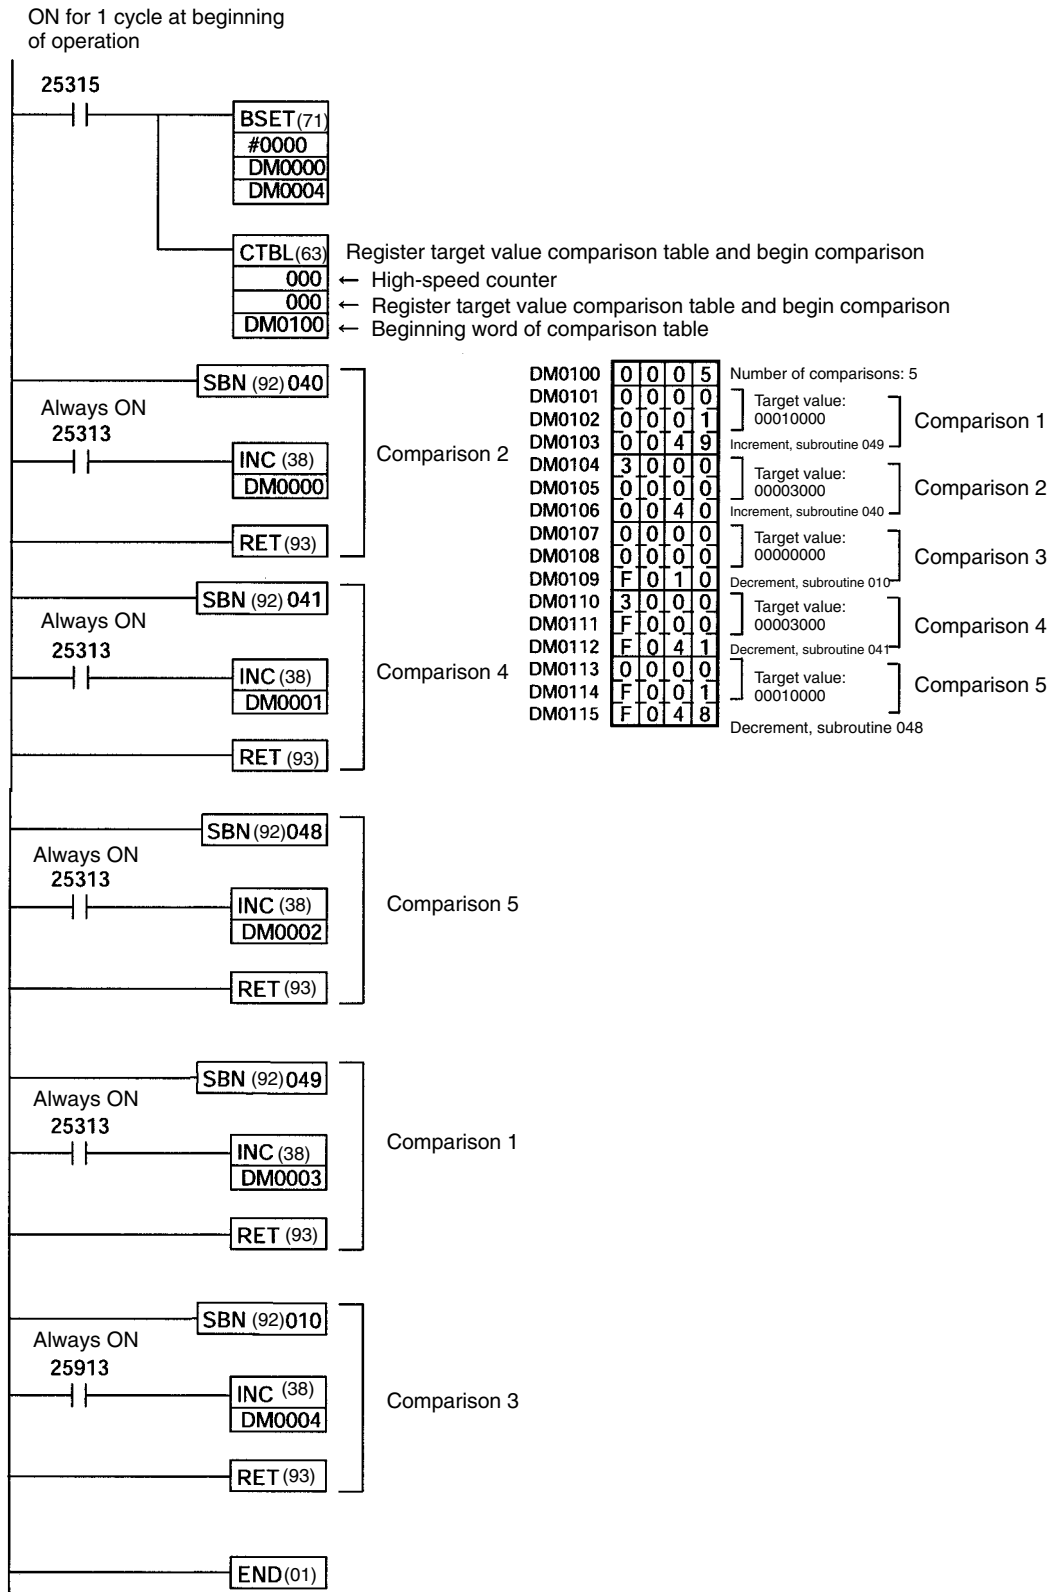 ON for 1 cycle at beginning
of operation
25315
BSET(71)
#0000
DM0000
DM0004
CTBL(63) Register target value comparison table and begin comparison
000 ← High-speed counter
000 ← Register target value comparison table and begin comparison
DM0100 ← Beginning word of comparison table
SBN (92) 040
Always ON
25313
INC (38)
DM0000
RET (93)
Comparison 2
SBN (92) 041
Always ON
25313
INC (38)
DM0001
RET (93)
Comparison 4
DM0100 0 0 0 5 Number of comparisons: 5
DM0101 0 0 0 0 Target value:
DM0102 0 0 0 1 00010000
DM0103 0 0 4 9 Increment, subroutine 049
Comparison 1
DM0104 3 0 0 0 Target value:
DM0105 0 0 0 0 00003000
DM0106 0 0 4 0 Increment, subroutine 040
Comparison 2
DM0107 0 0 0 0 Target value:
DM0108 0 0 0 0 00000000
DM0109 F 0 1 0 Decrement, subroutine 010
Comparison 3
DM0110 3 0 0 0 Target value:
DM0111 F 0 0 0 00003000
DM0112 F 0 4 1 Decrement, subroutine 041
Comparison 4
DM0113 0 0 0 0 Target value:
DM0114 F 0 0 1 00010000
DM0115 F 0 4 8 Decrement, subroutine 048
Comparison 5
SBN (92) 048
Always ON
25313
INC (38)
DM0002
RET (93)
Comparison 5
SBN (92) 049
Always ON
25313
INC (38)
DM0003
RET (93)
Comparison 1
SBN (92) 010
Always ON
25913
INC (38)
DM0004
RET (93)
Comparison 3
END (01)